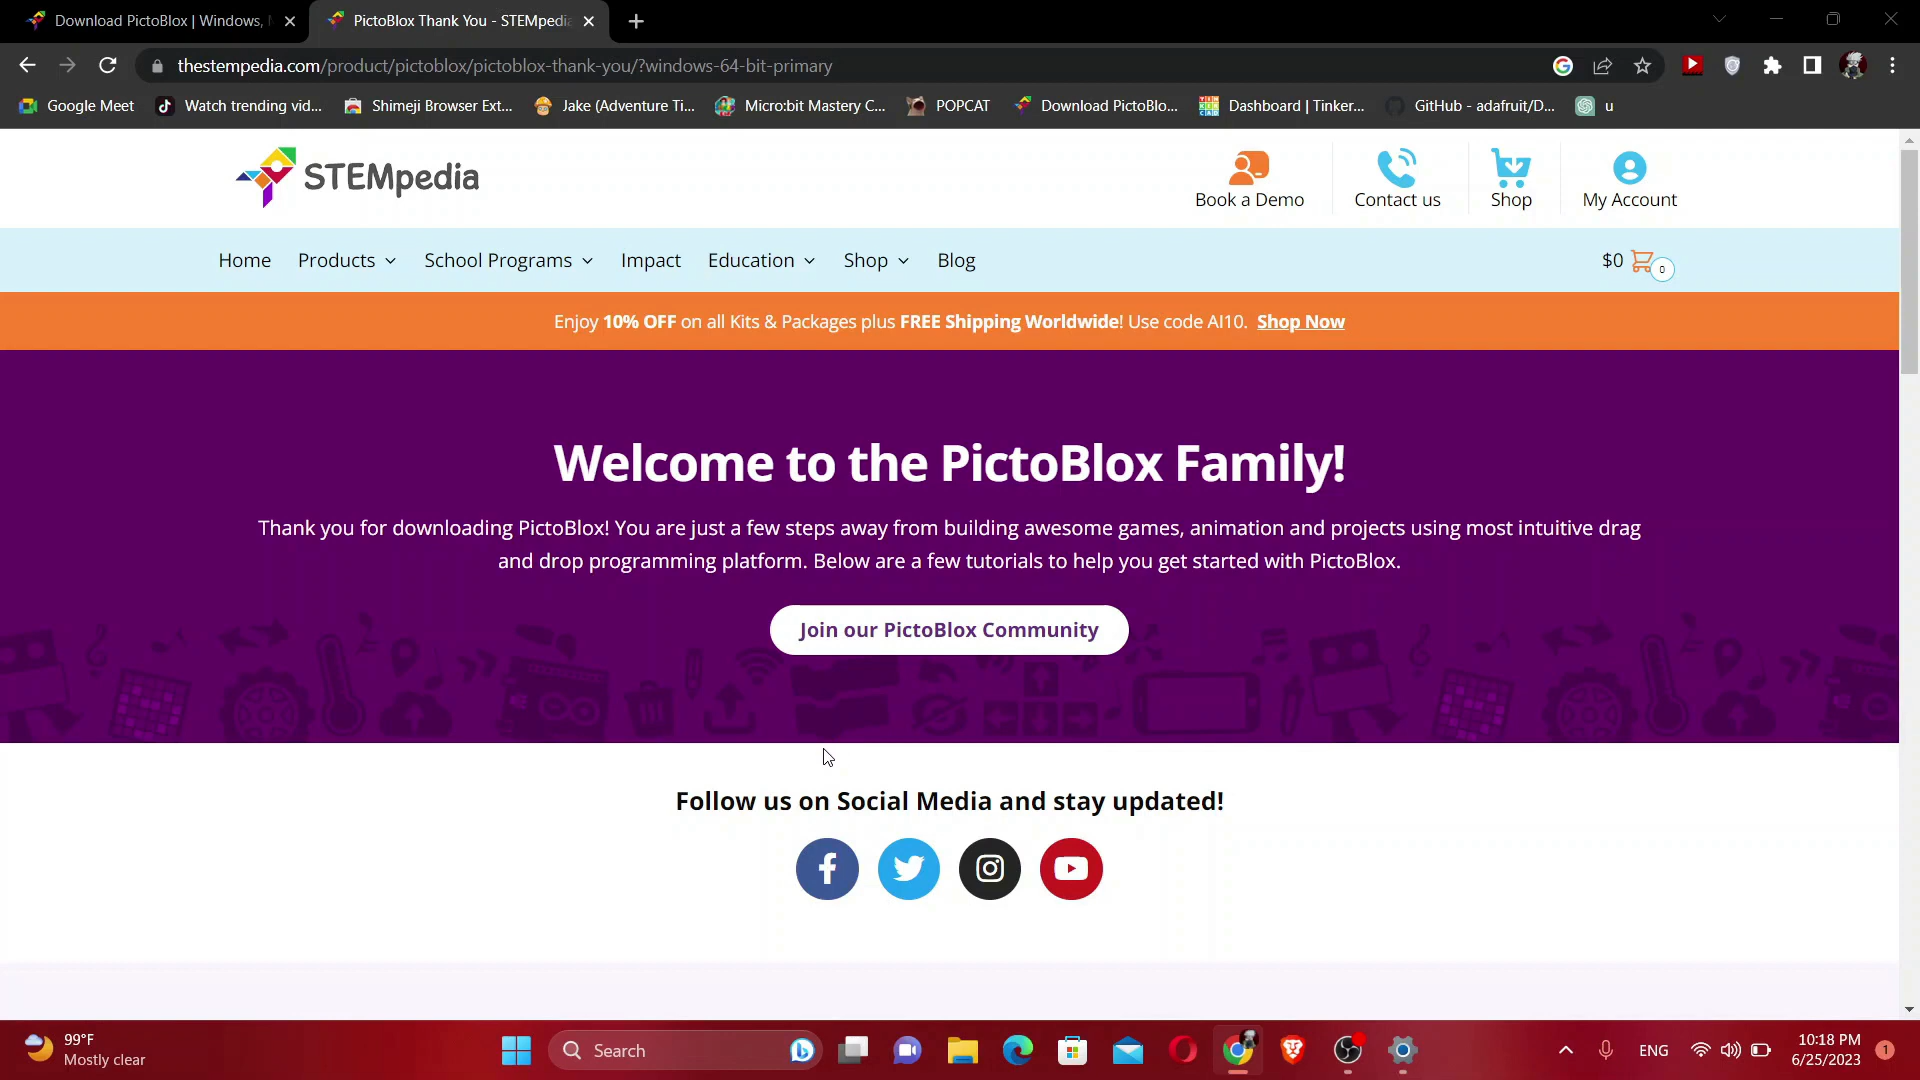 Download PictoBlox | Windows,
PictoBlox Thank You - STEMpedia
thestempedia.com/product/pictoblox/pictoblox-thank-you/?windows-64-bit-primary
Google Meet
Watch trending vid...
Shimeji Browser Ext...
Jake (Adventure Ti...
Micro:bit Mastery C...
POPCAT
Download PictoBlo...
Dashboard | Tinker...
GitHub - adafruit/D...
u
STEMpedia
Book a Demo
Contact us
Shop
My Account
Home
Products
School Programs
Impact
Education
Shop
Blog
$0
0
Enjoy 10% OFF on all Kits & Packages plus FREE Shipping Worldwide! Use code AI10. Shop Now
Welcome to the PictoBlox Family!
Thank you for downloading PictoBlox! You are just a few steps away from building awesome games, animation and projects using most intuitive drag
and drop programming platform. Below are a few tutorials to help you get started with PictoBlox.
Join our PictoBlox Community
Follow us on Social Media and stay updated!
99°F
Mostly clear
Search
ENG
10:18 PM
6/25/2023
1